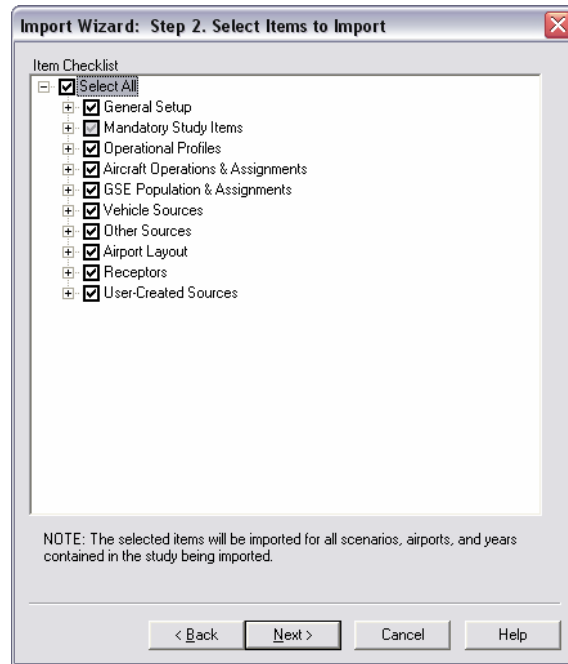 Import Wizard: Step 2. Select Items to Import
Item Checklist
Select All
General Setup
Mandatory Study Items
Operational Profiles
Aircraft Operations & Assignments
GSE Population & Assignments
Vehicle Sources
Other Sources
Airport Layout
Receptors
User-Created Sources
NOTE: The selected items will be imported for all scenarios, airports, and years
contained in the study being imported.
< Back Next > Cancel Help